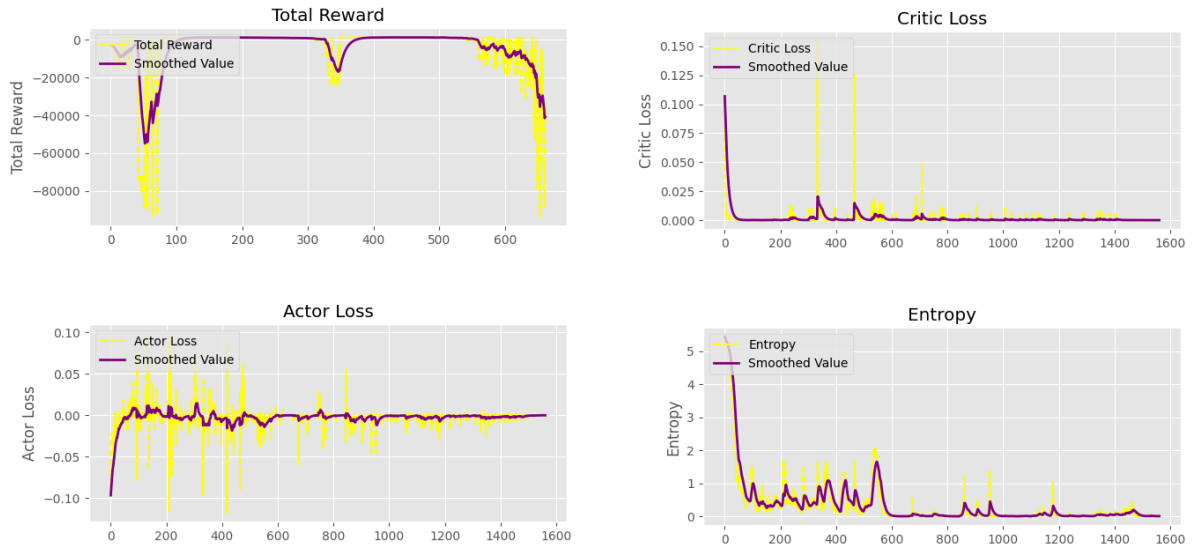 Total Reward
Total Reward
Smoothed Value
0
−20000
−40000
−60000
−80000
Total Reward
0 100 200 300 400 500 600
Critic Loss
Critic Loss
Smoothed Value
0.150
0.125
0.100
0.075
0.050
0.025
0.000
Critic Loss
0 200 400 600 800 1000 1200 1400 1600
Actor Loss
Actor Loss
Smoothed Value
0.10
0.05
0.00
−0.05
−0.10
Actor Loss
0 200 400 600 800 1000 1200 1400 1600
Entropy
Entropy
Smoothed Value
5
4
3
2
1
0
Entropy
0 200 400 600 800 1000 1200 1400 1600